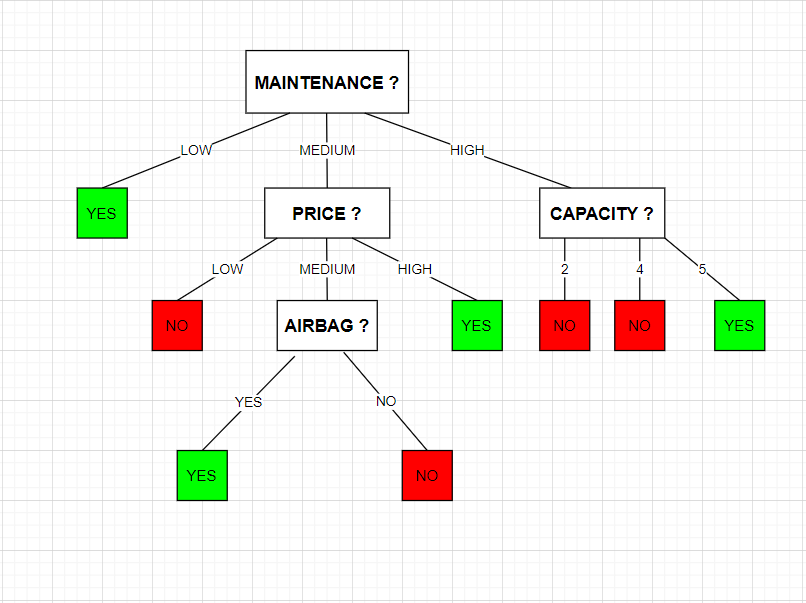 MAINTENANCE ?
LOW
MEDIUM
HIGH
YES
PRICE ?
CAPACITY ?
LOW
MEDIUM
HIGH
2
4
5
NO
AIRBAG ?
YES
NO
NO
YES
YES
NO
YES
NO